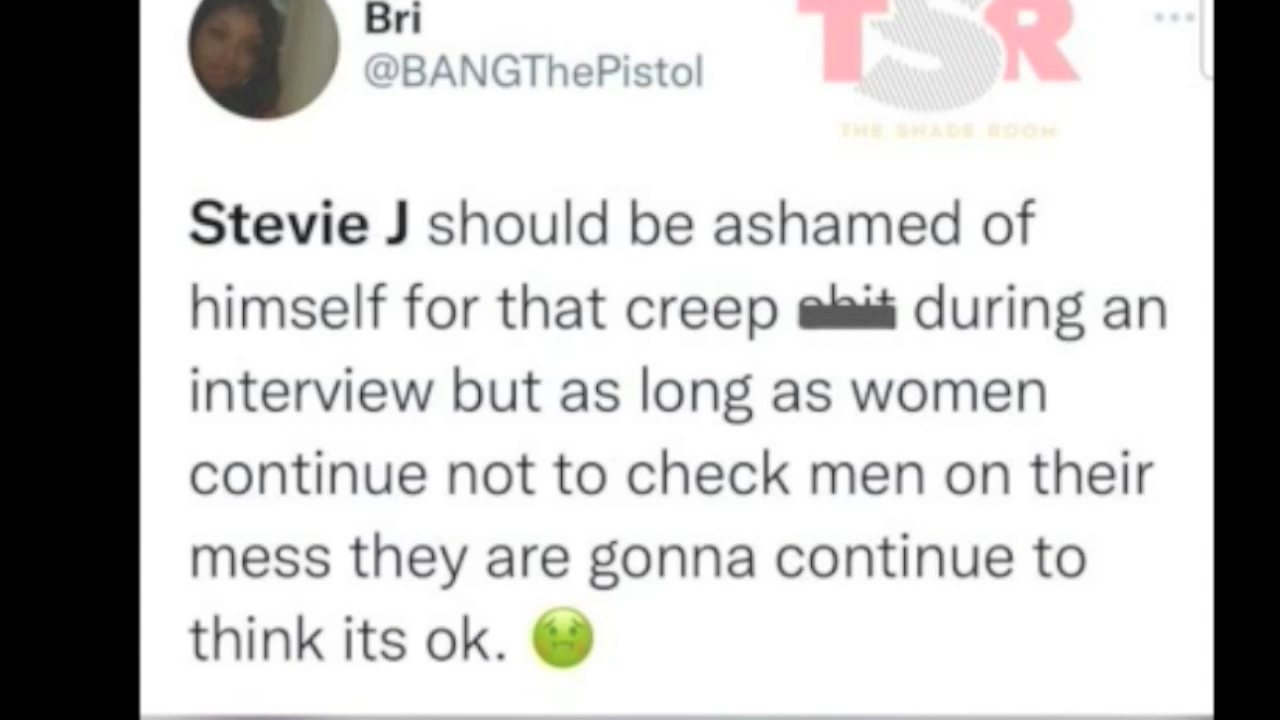 Bri
@BANGThePistol
TSR
THE SHADE ROOM
Stevie J should be ashamed of
himself for that creep shit during an
interview but as long as women
continue not to check men on their
mess they are gonna continue to
think its ok. 🤢